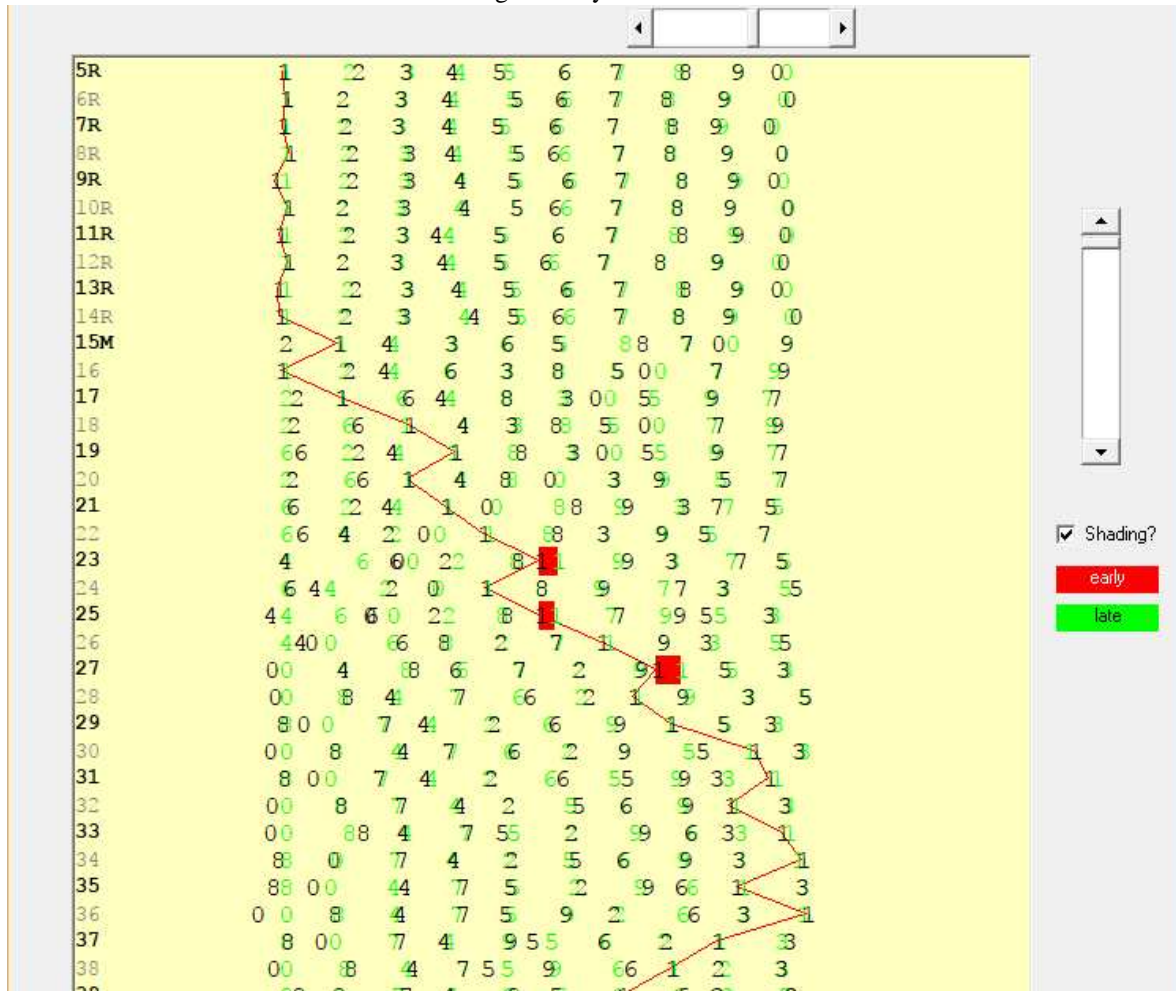 5R 1 2 3 4 5 6 7 8 9 0
6R 1 2 3 4 5 6 7 8 9 0
7R 1 2 3 4 5 6 7 8 9 0
8R 1 2 3 4 5 6 7 8 9 0
9R 1 2 3 4 5 6 7 8 9 0
10R 1 2 3 4 5 6 7 8 9 0
11R 1 2 3 4 5 6 7 8 9 0
12R 1 2 3 4 5 6 7 8 9 0
13R 1 2 3 4 5 6 7 8 9 0
14R 1 2 3 4 5 6 7 8 9 0
15M 2 1 4 3 6 5 8 7 0 9
16 1 2 4 6 3 8 5 0 7 9
17 2 1 6 4 8 3 0 5 9 7
18 2 6 1 4 3 8 5 0 7 9
19 6 2 4 1 8 3 0 5 9 7
20 2 6 1 4 8 0 3 9 5 7
21 6 2 4 1 0 8 9 3 7 5
22 6 4 2 0 1 8 3 9 5 7
23 4 6 0 2 8 1 9 3 7 5
24 6 4 2 0 1 8 9 7 3 5
25 4 6 0 2 8 1 7 9 5 3
26 4 0 6 8 2 7 1 9 3 5
27 0 4 8 6 7 2 9 1 5 3
28 0 8 4 7 6 2 1 9 3 5
29 8 0 7 4 2 6 9 1 5 3
30 0 8 4 7 6 2 9 5 1 3
31 8 0 7 4 2 6 5 9 3 1
32 0 8 7 4 2 5 6 9 1 3
33 0 8 4 7 5 2 9 6 3 1
34 8 0 7 4 2 5 6 9 3 1
35 8 0 4 7 5 2 9 6 1 3
36 0 8 4 7 5 9 2 6 3 1
37 8 0 7 4 9 5 6 2 1 3
38 0 8 4 7 5 9 6 1 2 3
Shading?
early
late